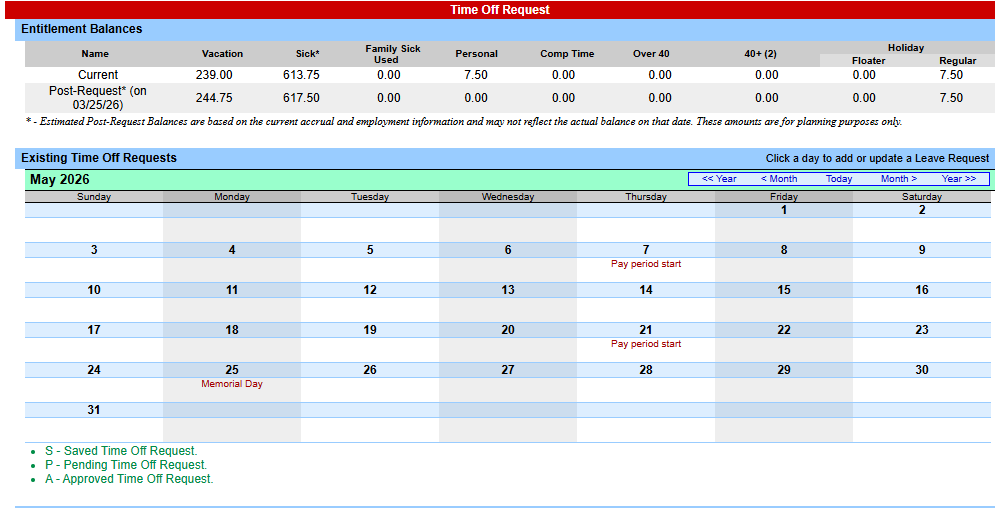 Time Off Request
Entitlement Balances
Name Vacation Sick* Family Sick Used Personal Comp Time Over 40 40+ (2) Holiday
Floater Regular
Current 239.00 613.75 0.00 7.50 0.00 0.00 0.00 0.00 7.50
Post-Request* (on 03/25/26) 244.75 617.50 0.00 0.00 0.00 0.00 0.00 0.00 7.50
* - Estimated Post-Request Balances are based on the current accrual and employment information and may not reflect the actual balance on that date. These amounts are for planning purposes only.
Existing Time Off Requests Click a day to add or update a Leave Request
May 2026 << Year < Month Today Month > Year >>
Sunday Monday Tuesday Wednesday Thursday Friday Saturday
1 2
3 4 5 6 7 8 9
Pay period start
10 11 12 13 14 15 16
17 18 19 20 21 22 23
Pay period start
24 25 26 27 28 29 30
Memorial Day
31
• S - Saved Time Off Request.
• P - Pending Time Off Request.
• A - Approved Time Off Request.